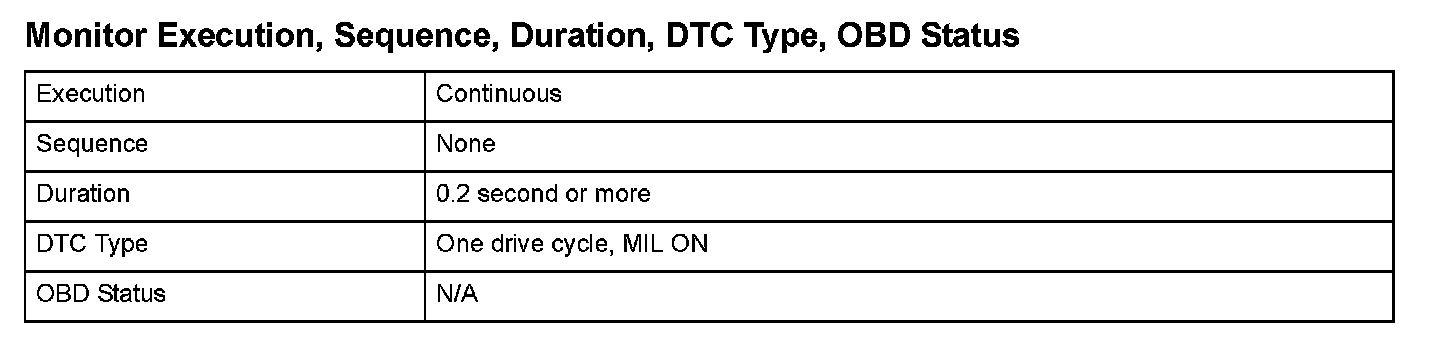 Monitor Execution, Sequence, Duration, DTC Type, OBD Status
Execution Continuous
Sequence None
Duration 0.2 second or more
DTC Type One drive cycle, MIL ON
OBD Status N/A